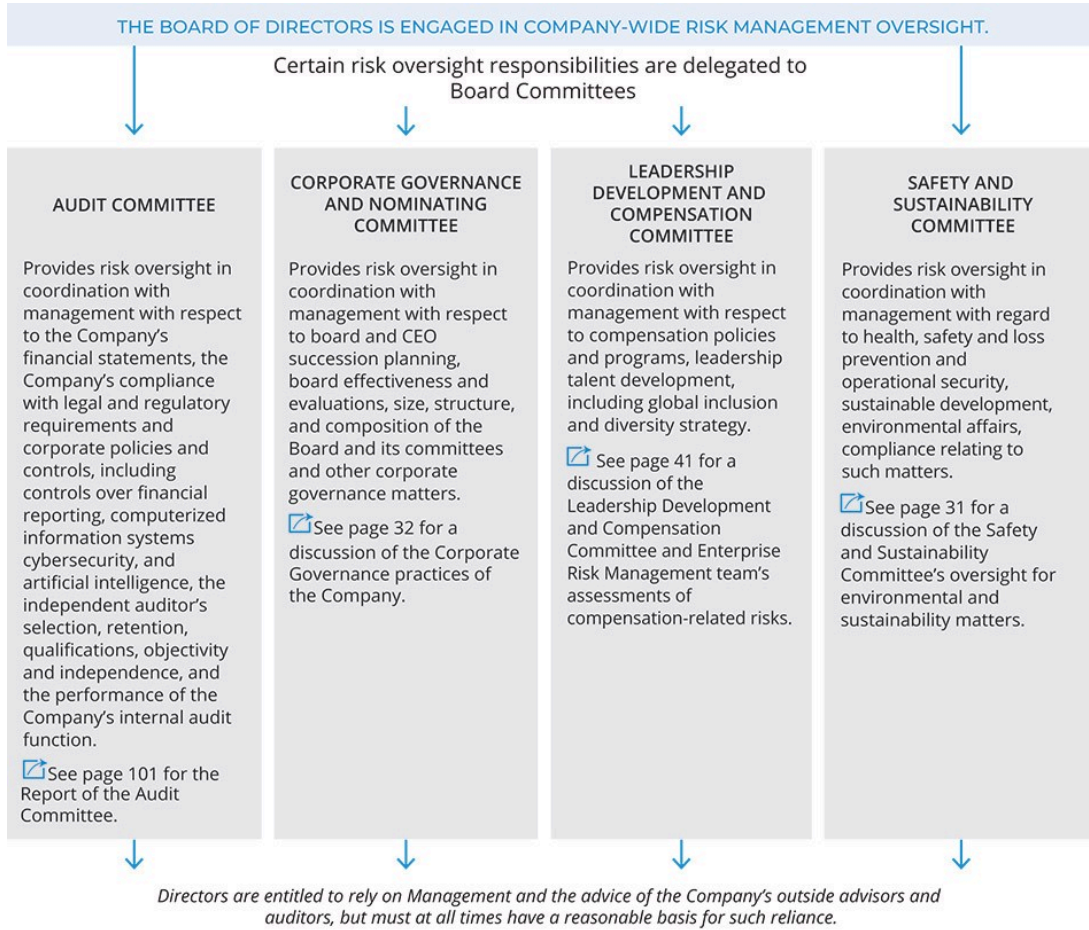 THE BOARD OF DIRECTORS IS ENGAGED IN COMPANY-WIDE RISK MANAGEMENT OVERSIGHT.
Certain risk oversight responsibilities are delegated to
Board Committees
AUDIT COMMITTEE
Provides risk oversight in
coordination with
management with respect
to the Company’s
financial statements, the
Company’s compliance
with legal and regulatory
requirements and
corporate policies and
controls, including
controls over financial
reporting, computerized
information systems
cybersecurity, and
artificial intelligence, the
independent auditor’s
selection, retention,
qualifications, objectivity
and independence, and
the performance of the
Company’s internal audit
function.
See page 101 for the
Report of the Audit
Committee.
CORPORATE GOVERNANCE
AND NOMINATING
COMMITTEE
Provides risk oversight in
coordination with
management with respect
to board and CEO
succession planning,
board effectiveness and
evaluations, size, structure,
and composition of the
Board and its committees
and other corporate
governance matters.
See page 32 for a
discussion of the Corporate
Governance practices of
the Company.
LEADERSHIP
DEVELOPMENT AND
COMPENSATION
COMMITTEE
Provides risk oversight in
coordination with
management with respect
to compensation policies
and programs, leadership
talent development,
including global inclusion
and diversity strategy.
See page 41 for a
discussion of the
Leadership Development
and Compensation
Committee and Enterprise
Risk Management team’s
assessments of
compensation-related risks.
SAFETY AND
SUSTAINABILITY
COMMITTEE
Provides risk oversight in
coordination with
management with regard
to health, safety and loss
prevention and
operational security,
sustainable development,
environmental affairs,
compliance relating to
such matters.
See page 31 for a
discussion of the Safety
and Sustainability
Committee’s oversight for
environmental and
sustainability matters.
Directors are entitled to rely on Management and the advice of the Company’s outside advisors and
auditors, but must at all times have a reasonable basis for such reliance.